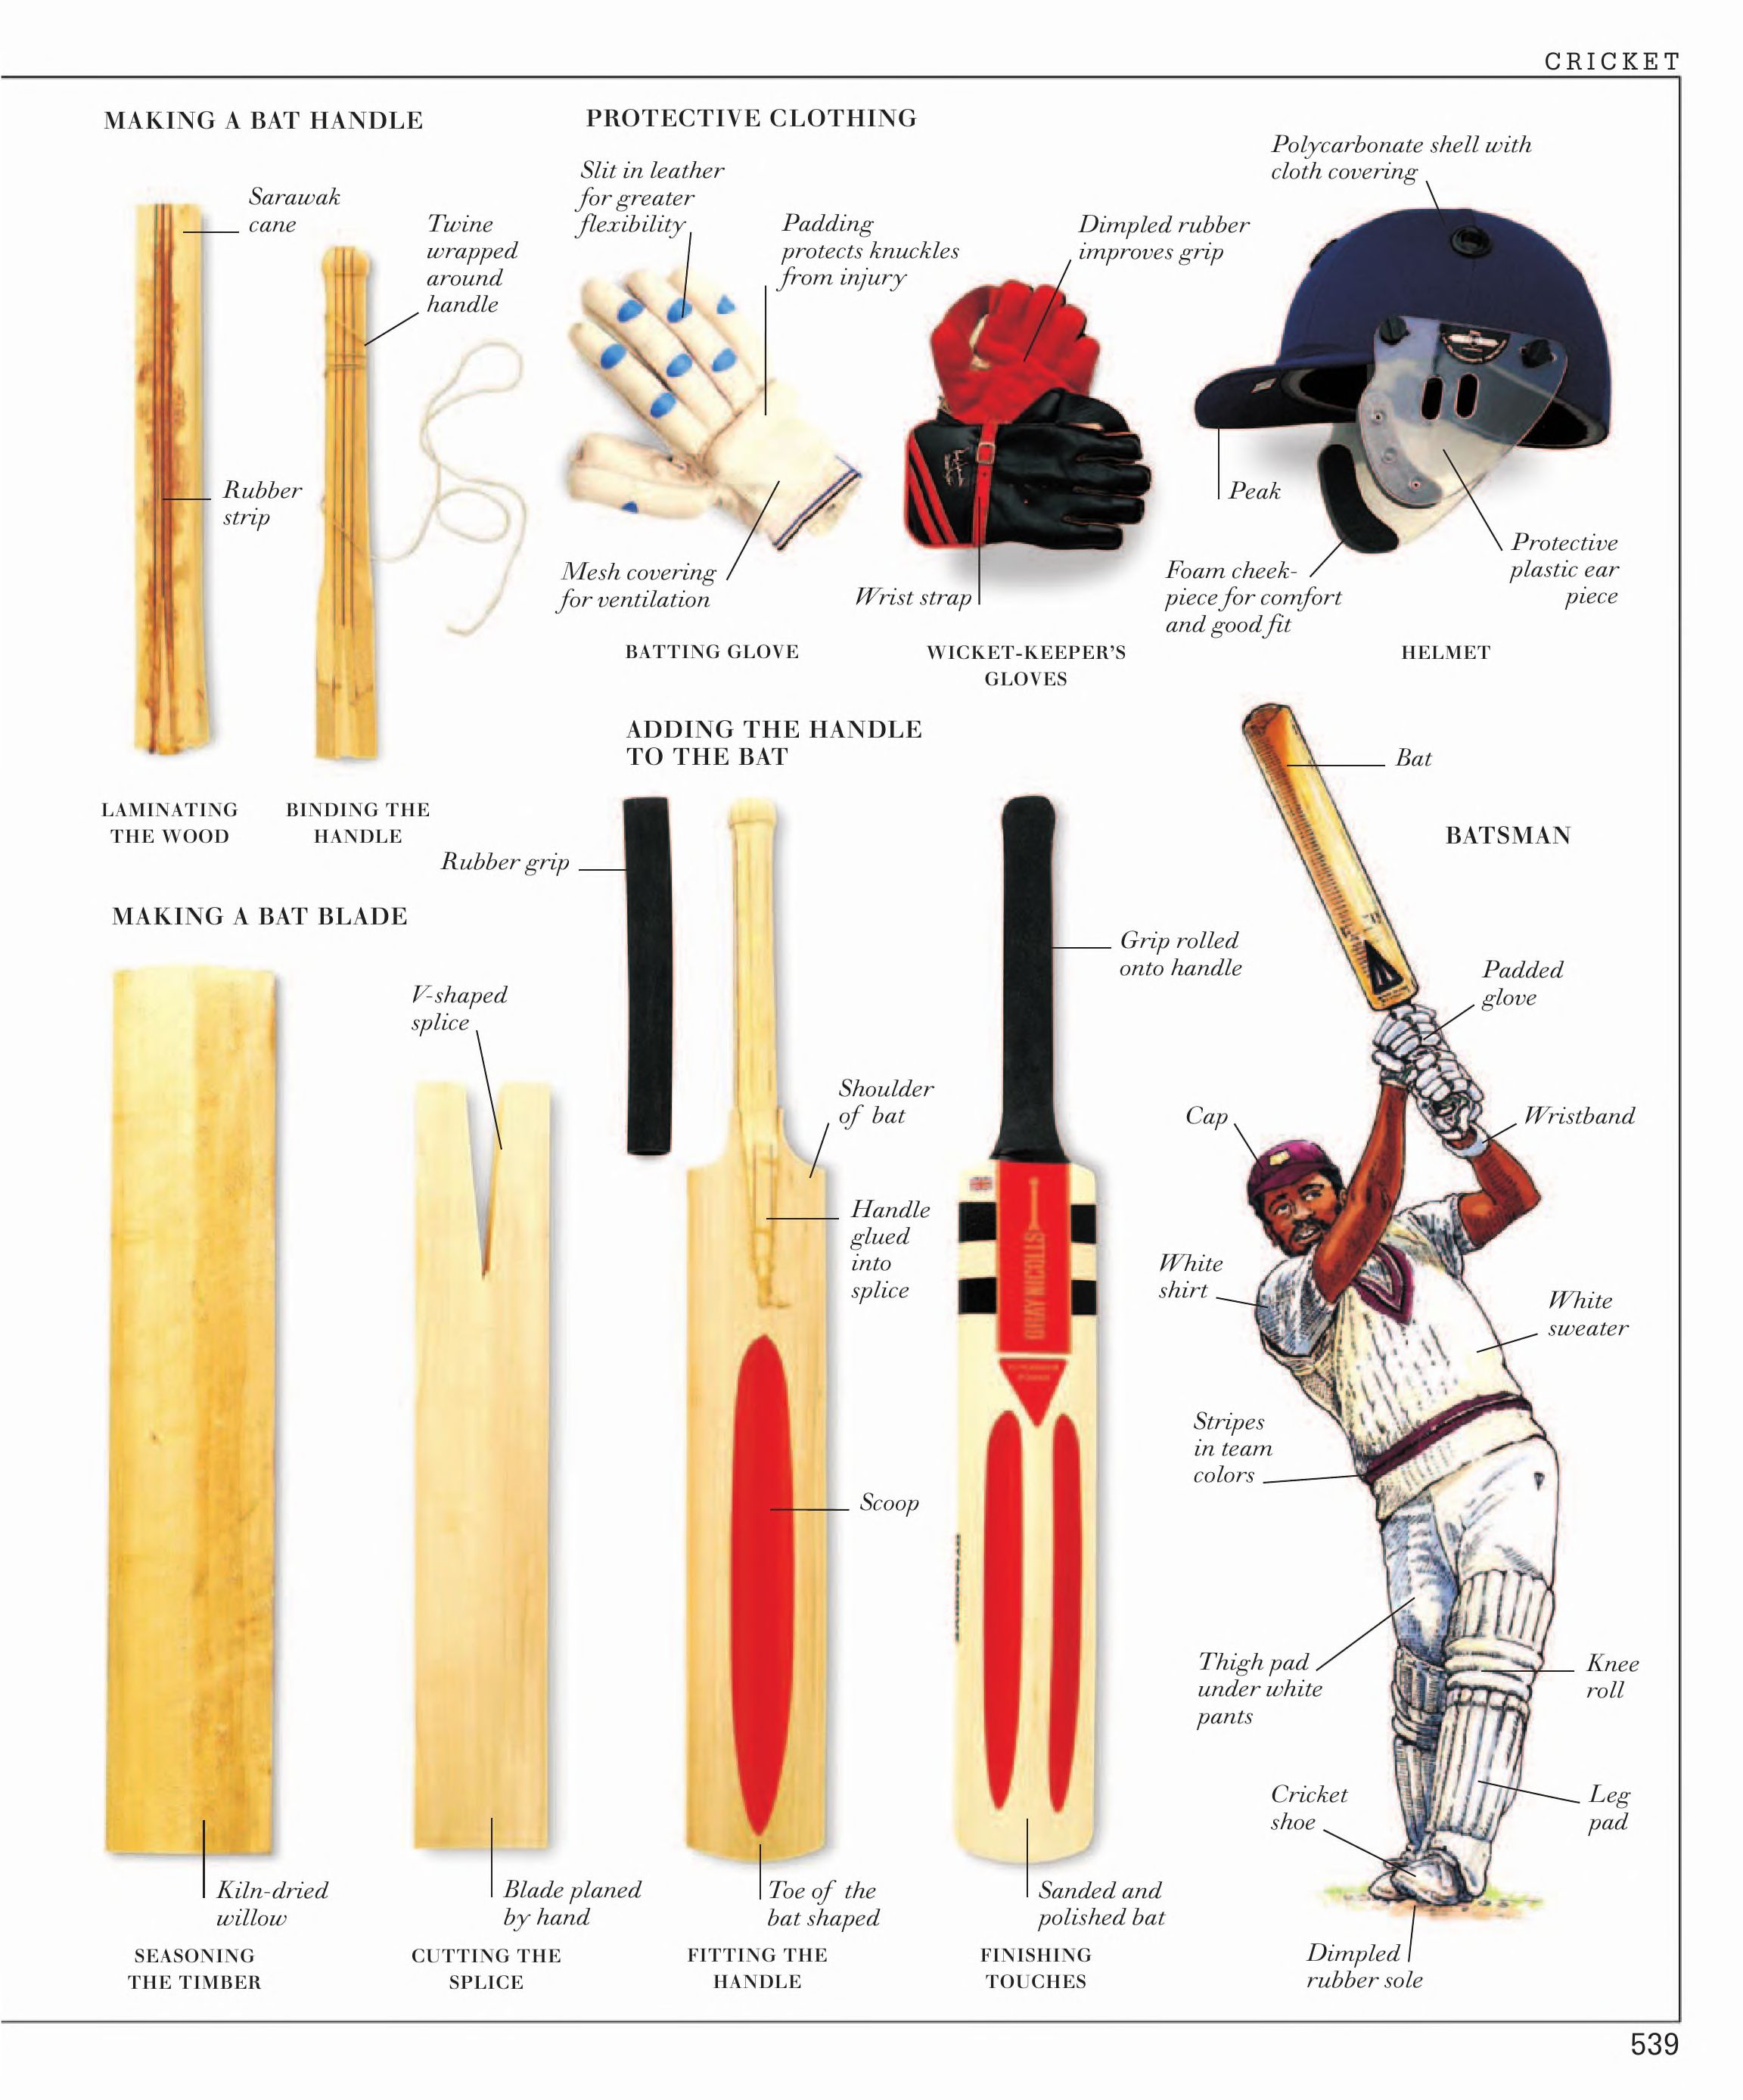 CRICKET
MAKING A BAT HANDLE
Sarawak
cane
Twine
wrapped
around
handle
Rubber
strip
LAMINATING
THE WOOD
BINDING THE
HANDLE
PROTECTIVE CLOTHING
Slit in leather
for greater
flexibility
Padding
protects knuckles
from injury
Mesh covering
for ventilation
BATTING GLOVE
Dimpled rubber
improves grip
Wrist strap
WICKET-KEEPER'S
GLOVES
Polycarbonate shell with
cloth covering
Peak
Foam cheek-
piece for comfort
and good fit
Protective
plastic ear
piece
HELMET
MAKING A BAT BLADE
Kiln-dried
willow
SEASONING
THE TIMBER
V-shaped
splice
Blade planed
by hand
CUTTING THE
SPLICE
ADDING THE HANDLE
TO THE BAT
Rubber grip
Shoulder
of bat
Handle
glued
into
splice
Scoop
Toe of the
bat shaped
FITTING THE
HANDLE
Grip rolled
onto handle
GRAY-NICOLLS
Sanded and
polished bat
FINISHING
TOUCHES
BATSMAN
Bat
Padded
glove
Cap
Wristband
White
shirt
White
sweater
Stripes
in team
colors
Thigh pad
under white
pants
Knee
roll
Cricket
shoe
Leg
pad
Dimpled
rubber sole
539